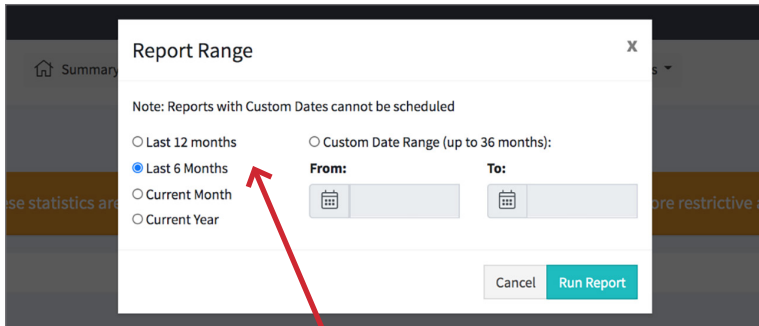 Report Range
X
Summary
s
Note: Reports with Custom Dates cannot be scheduled
Last 12 months
Custom Date Range (up to 36 months):
Last 6 Months
From:
To:
Current Month
Current Year
ese statistics are
ore restrictive a
Cancel
Run Report